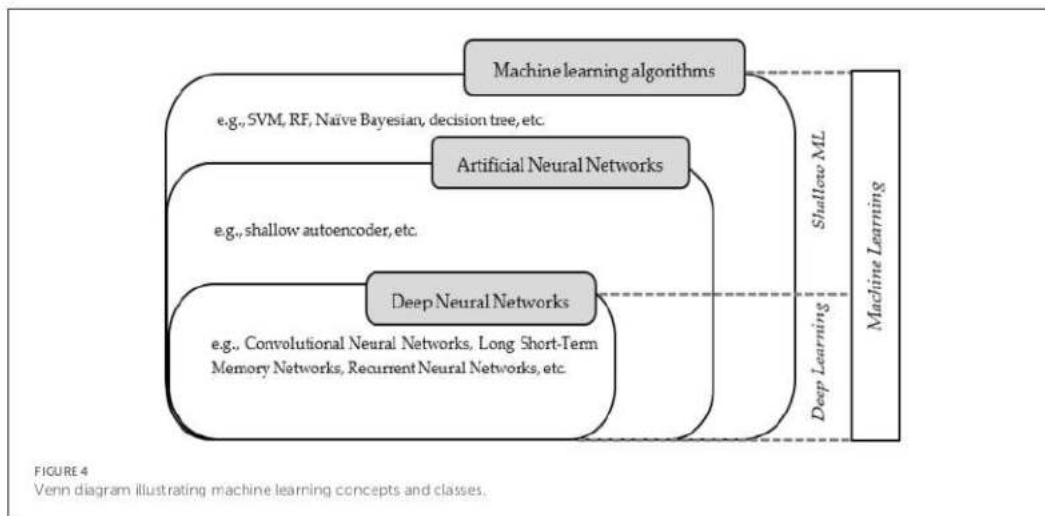 Machine learning algorithms
e.g., SVM, RF, Naïve Bayesian, decision tree, etc.
Artificial Neural Networks
e.g., shallow autoencoder, etc.
Deep Neural Networks
e.g., Convolutional Neural Networks, Long Short-Term
Memory Networks, Recurrent Neural Networks, etc.
Shallow ML
Deep Learning
Machine Learning
FIGURE 4
Venn diagram illustrating machine learning concepts and classes.